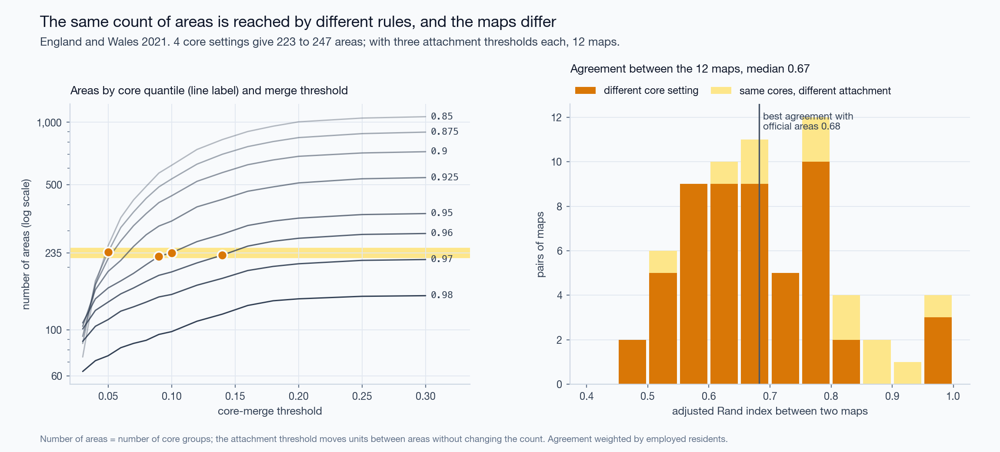 The same count of areas is reached by different rules, and the maps differ
England and Wales 2021. 4 core settings give 223 to 247 areas; with three attachment thresholds each, 12 maps.
Areas by core quantile (line label) and merge threshold
number of areas (log scale)
1,000
500
235
100
60
0.85
0.875
0.9
0.925
0.95
0.96
0.97
0.98
0.05
0.10
0.15
0.20
0.25
0.30
core-merge threshold
Agreement between the 12 maps, median 0.67
different core setting
same cores, different attachment
best agreement with
official areas 0.68
pairs of maps
12
10
8
6
4
2
0
0.4
0.5
0.6
0.7
0.8
0.9
1.0
adjusted Rand index between two maps
Number of areas = number of core groups; the attachment threshold moves units between areas without changing the count. Agreement weighted by employed residents.